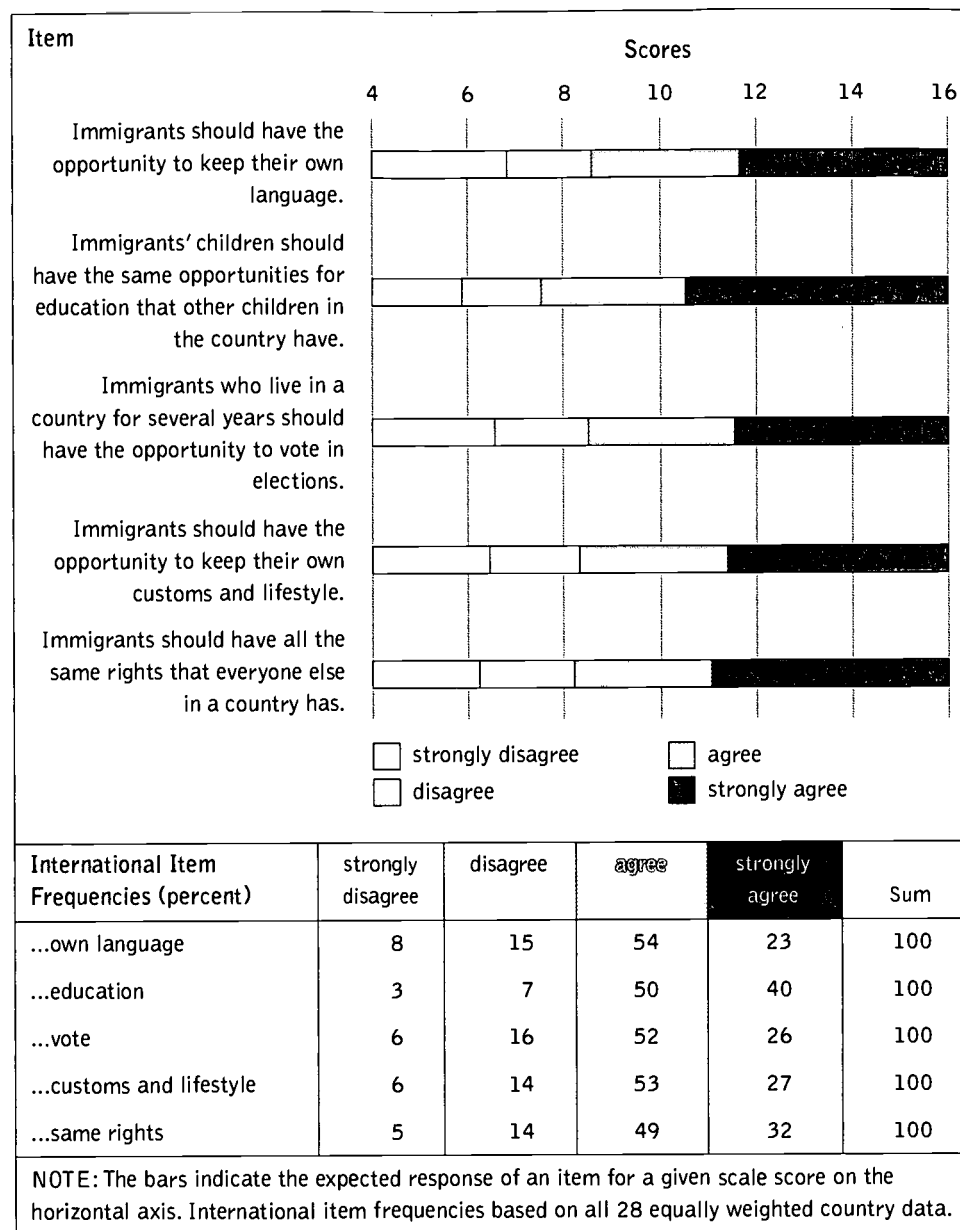 Item
Scores
4 6 8 10 12 14 16
Immigrants should have the
opportunity to keep their own
language.
Immigrants' children should
have the same opportunities for
education that other children in
the country have.
Immigrants who live in a
country for several years should
have the opportunity to vote in
elections.
Immigrants should have the
opportunity to keep their own
customs and lifestyle.
Immigrants should have all the
same rights that everyone else
in a country has.
strongly disagree agree
disagree strongly agree
International Item strongly disagree agree strongly
Frequencies (percent) disagree agree Sum
...own language 8 15 54 23 100
...education 3 7 50 40 100
...vote 6 16 52 26 100
...customs and lifestyle 6 14 53 27 100
...same rights 5 14 49 32 100
NOTE: The bars indicate the expected response of an item for a given scale score on the
horizontal axis. International item frequencies based on all 28 equally weighted country data.